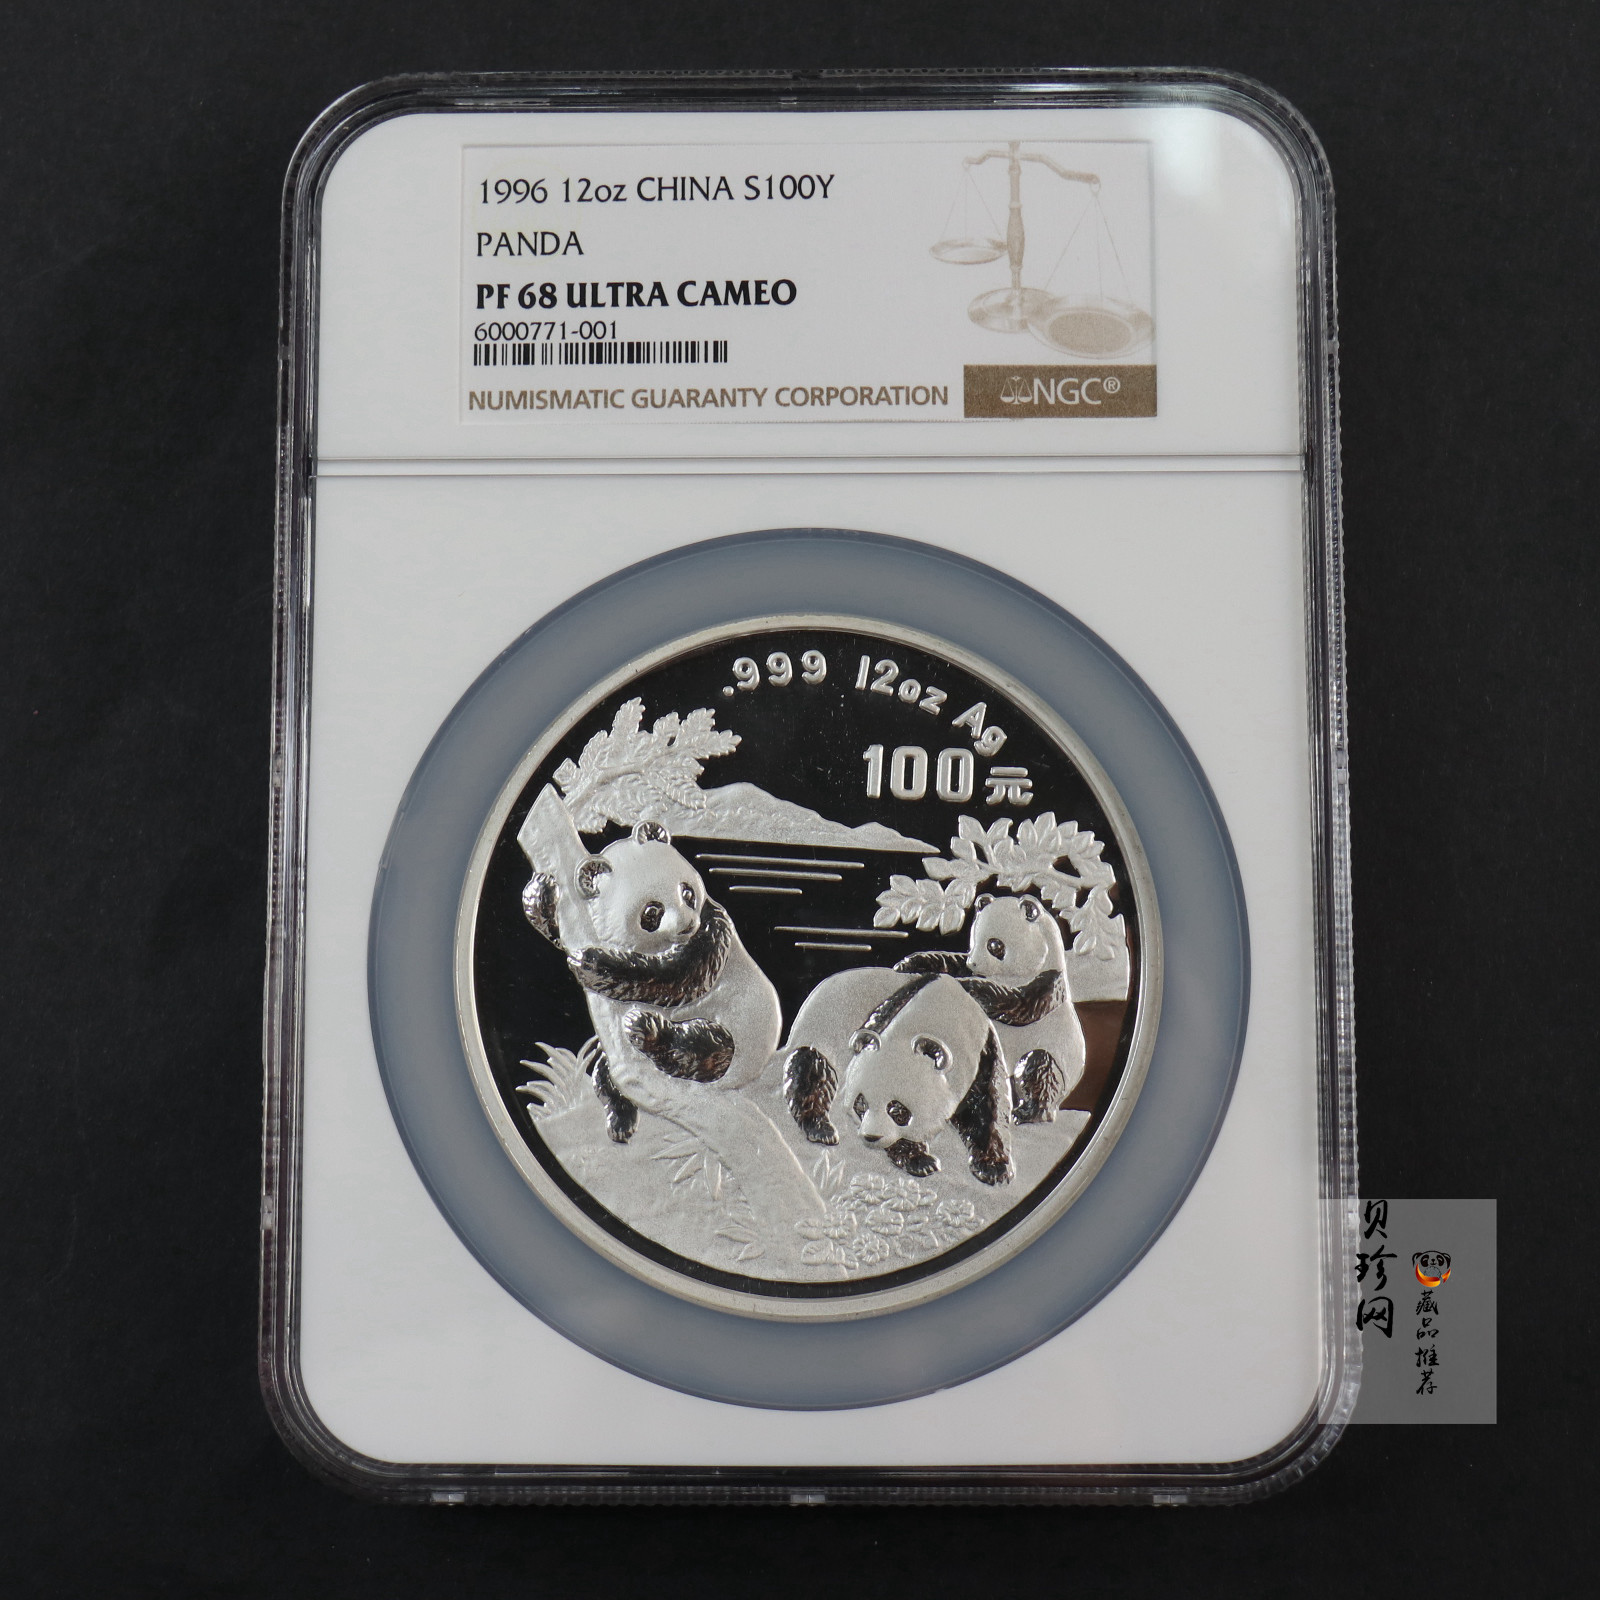 1996 12oz CHINA S100Y
PANDA
PF 68 ULTRA CAMEO
6000771-001
NUMISMATIC GUARANTY CORPORATION
NGC®
.999 12oz Ag
100元
贝珍网
藏品推荐